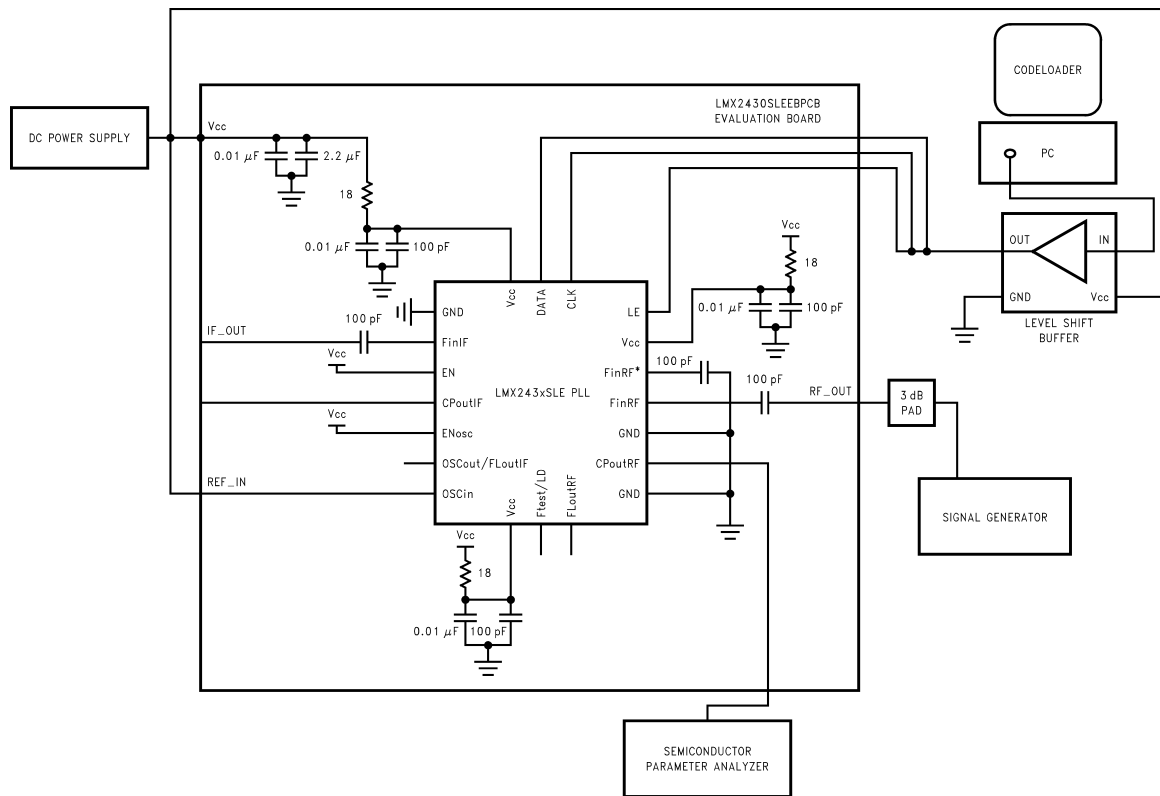 CODELOADER
LMX2430SLEEBPCB
EVALUATION BOARD
DC POWER SUPPLY
Vcc
PC
0.01 μF
2.2 μF
18
OUT
IN
GND
Vcc
LEVEL SHIFT
BUFFER
Vcc
18
0.01 μF
100 pF
0.01 μF
100 pF
Vcc
DATA
CLK
GND
LE
IF_OUT
100 pF
FinIF
Vcc
Vcc
EN
FinRF*
100 pF
LMX243xSLE PLL
CPoutIF
FinRF
100 pF
RF_OUT
3 dB
PAD
Vcc
ENosc
GND
OSCout/FLoutIF
CPoutRF
REF_IN
OSCin
GND
Vcc
Ftest/LD
FLoutRF
SIGNAL GENERATOR
Vcc
18
0.01 μF
100 pF
SEMICONDUCTOR
PARAMETER ANALYZER